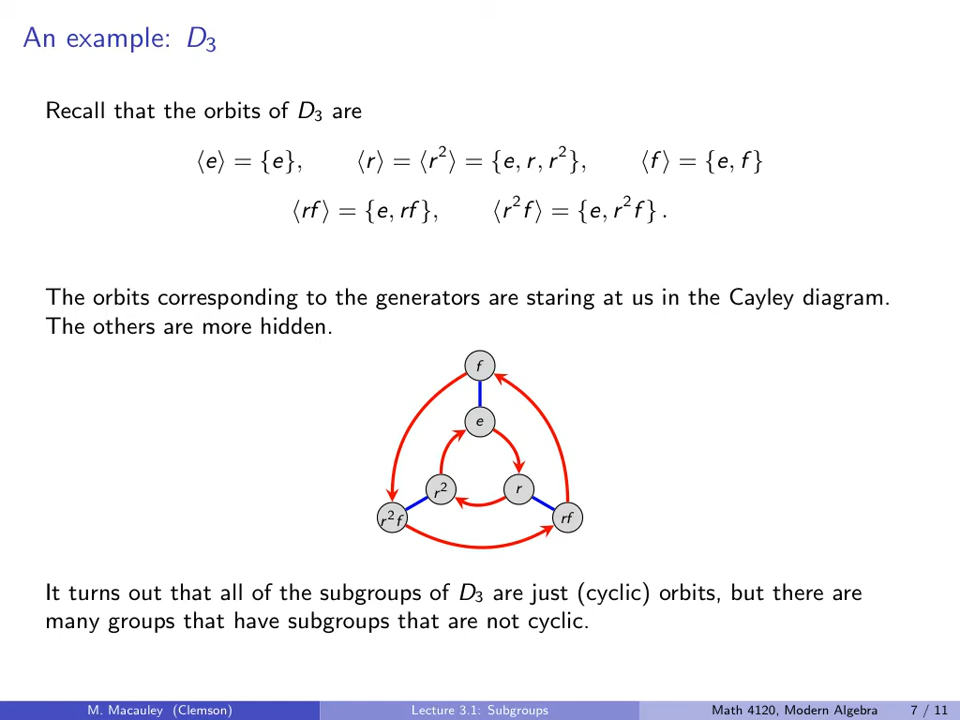 An example: D₃
Recall that the orbits of D₃ are
⟨e⟩ = {e}, ⟨r⟩ = ⟨r²⟩ = {e, r, r²}, ⟨f⟩ = {e, f}
⟨rf⟩ = {e, rf}, ⟨r²f⟩ = {e, r²f}.
The orbits corresponding to the generators are staring at us in the Cayley diagram.
The others are more hidden.
f
e
r²
r
r²f
rf
It turns out that all of the subgroups of D₃ are just (cyclic) orbits, but there are
many groups that have subgroups that are not cyclic.
M. Macauley (Clemson) Lecture 3.1: Subgroups Math 4120, Modern Algebra 7 / 11